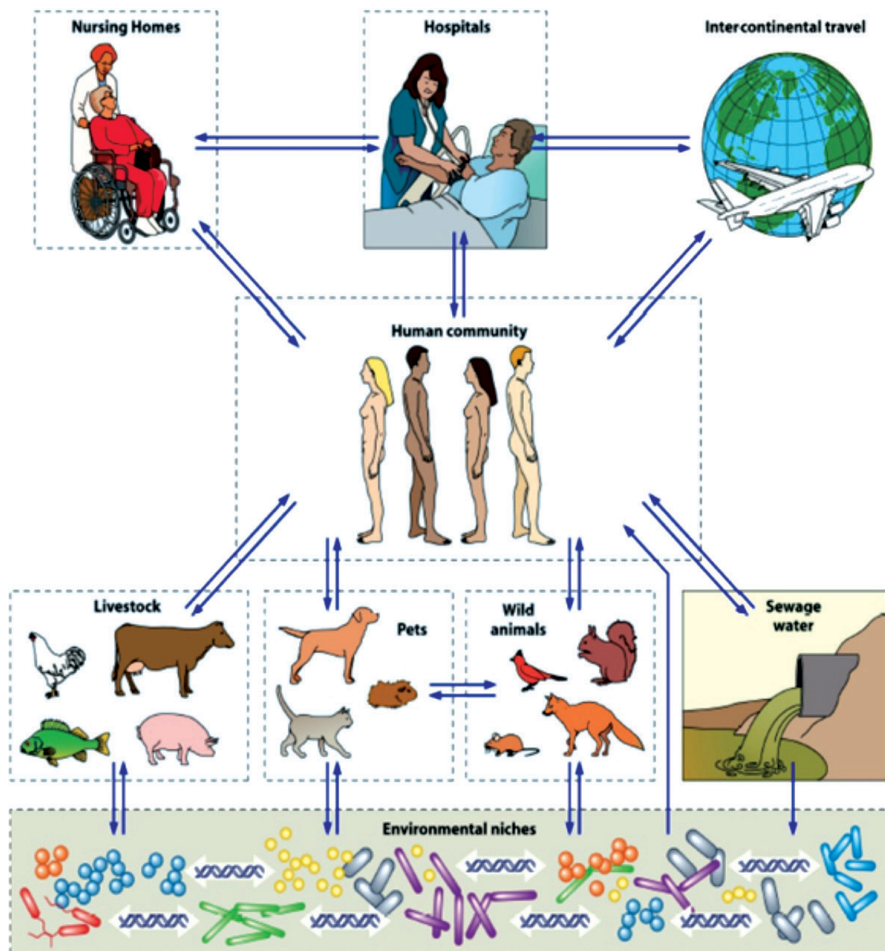 Nursing Homes
Hospitals
Intercontinental travel
Human community
Livestock
Pets
Wild
animals
Sewage
water
Environmental niches